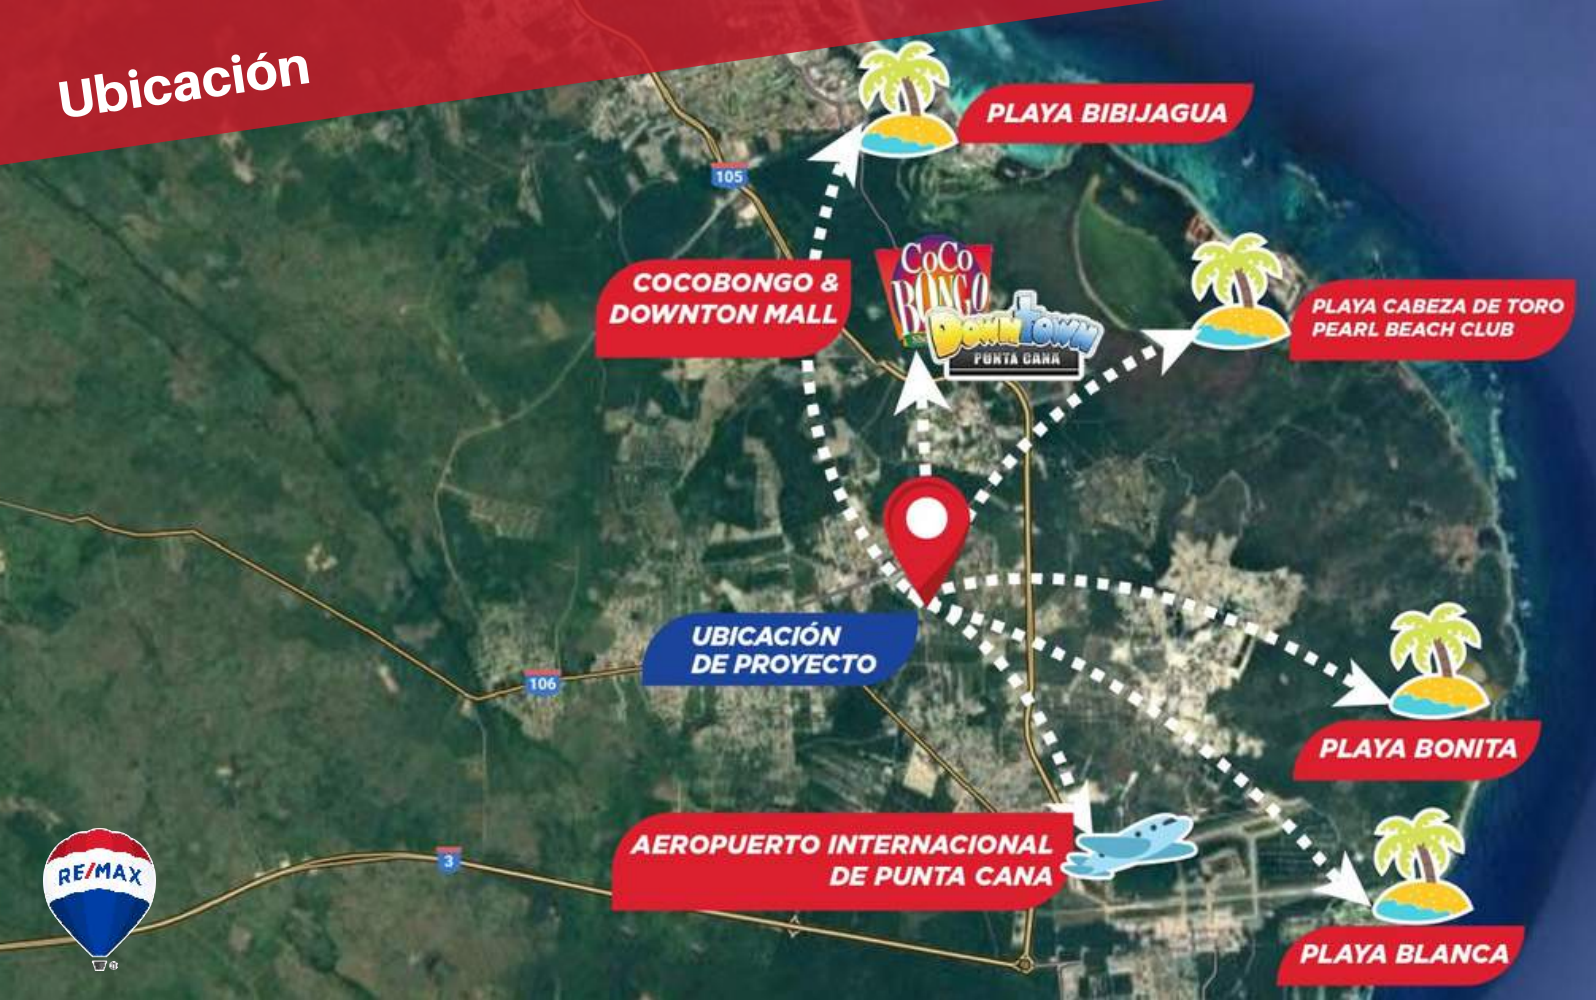 Ubicación
PLAYA BIBIJAGUA
105
COCOBONGO &
DOWNTON MALL
COCO
BONGO
DOWNTOWN
PUNTA CANA
PLAYA CABEZA DE TORO
PEARL BEACH CLUB
UBICACIÓN
DE PROYECTO
106
PLAYA BONITA
AEROPUERTO INTERNACIONAL
DE PUNTA CANA
3
RE/MAX
PLAYA BLANCA